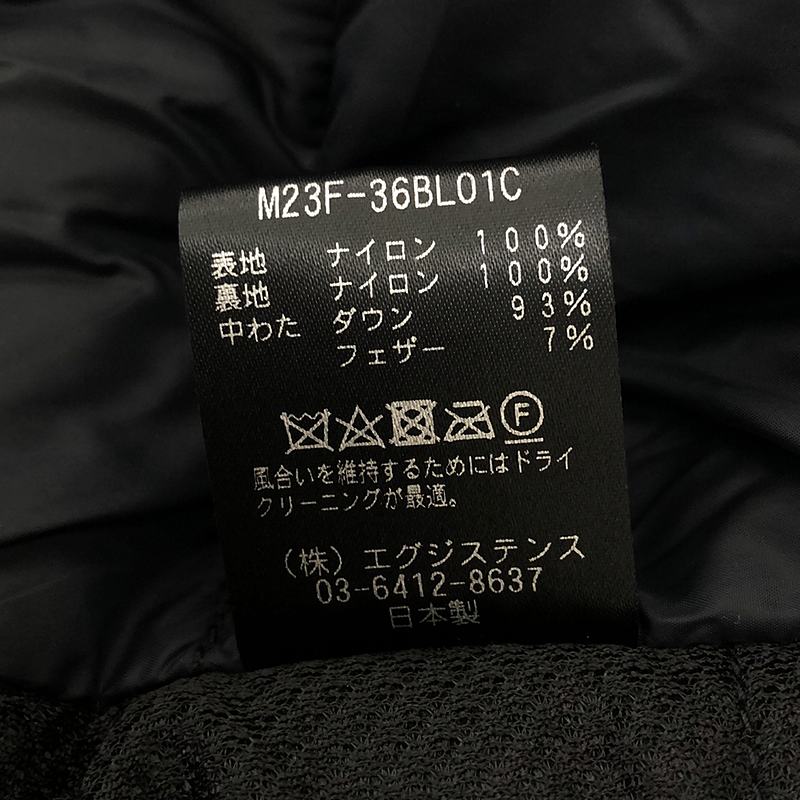 M23F-36BL01C
表地 ナイロン 100%
裏地 ナイロン 100%
中わた ダウン 93%
フェザー 7%
F
風合いを維持するためにはドライ
クリーニングが最適。
(株) エグジステンス
03-6412-8637
日本製